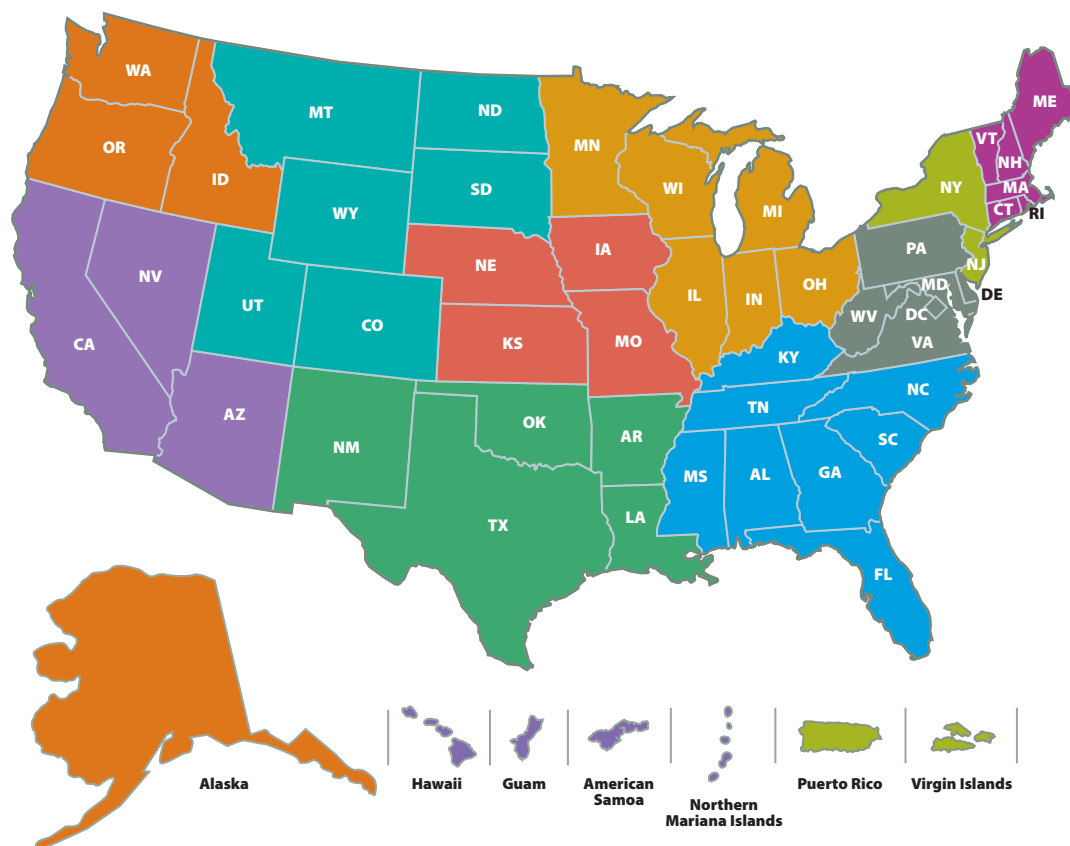 WA
ME
MT
ND
VT
OR
MN
NH
ID
SD
WI
NY
MA
WY
MI
CT
RI
IA
PA
NE
NJ
NV
IL
IN
OH
MD
DE
UT
CO
WV
DC
CA
KS
MO
VA
KY
NC
AZ
TN
OK
AR
SC
NM
MS
AL
GA
TX
LA
FL
Alaska
Hawaii
Guam
American
Samoa
Northern
Mariana Islands
Puerto Rico
Virgin Islands